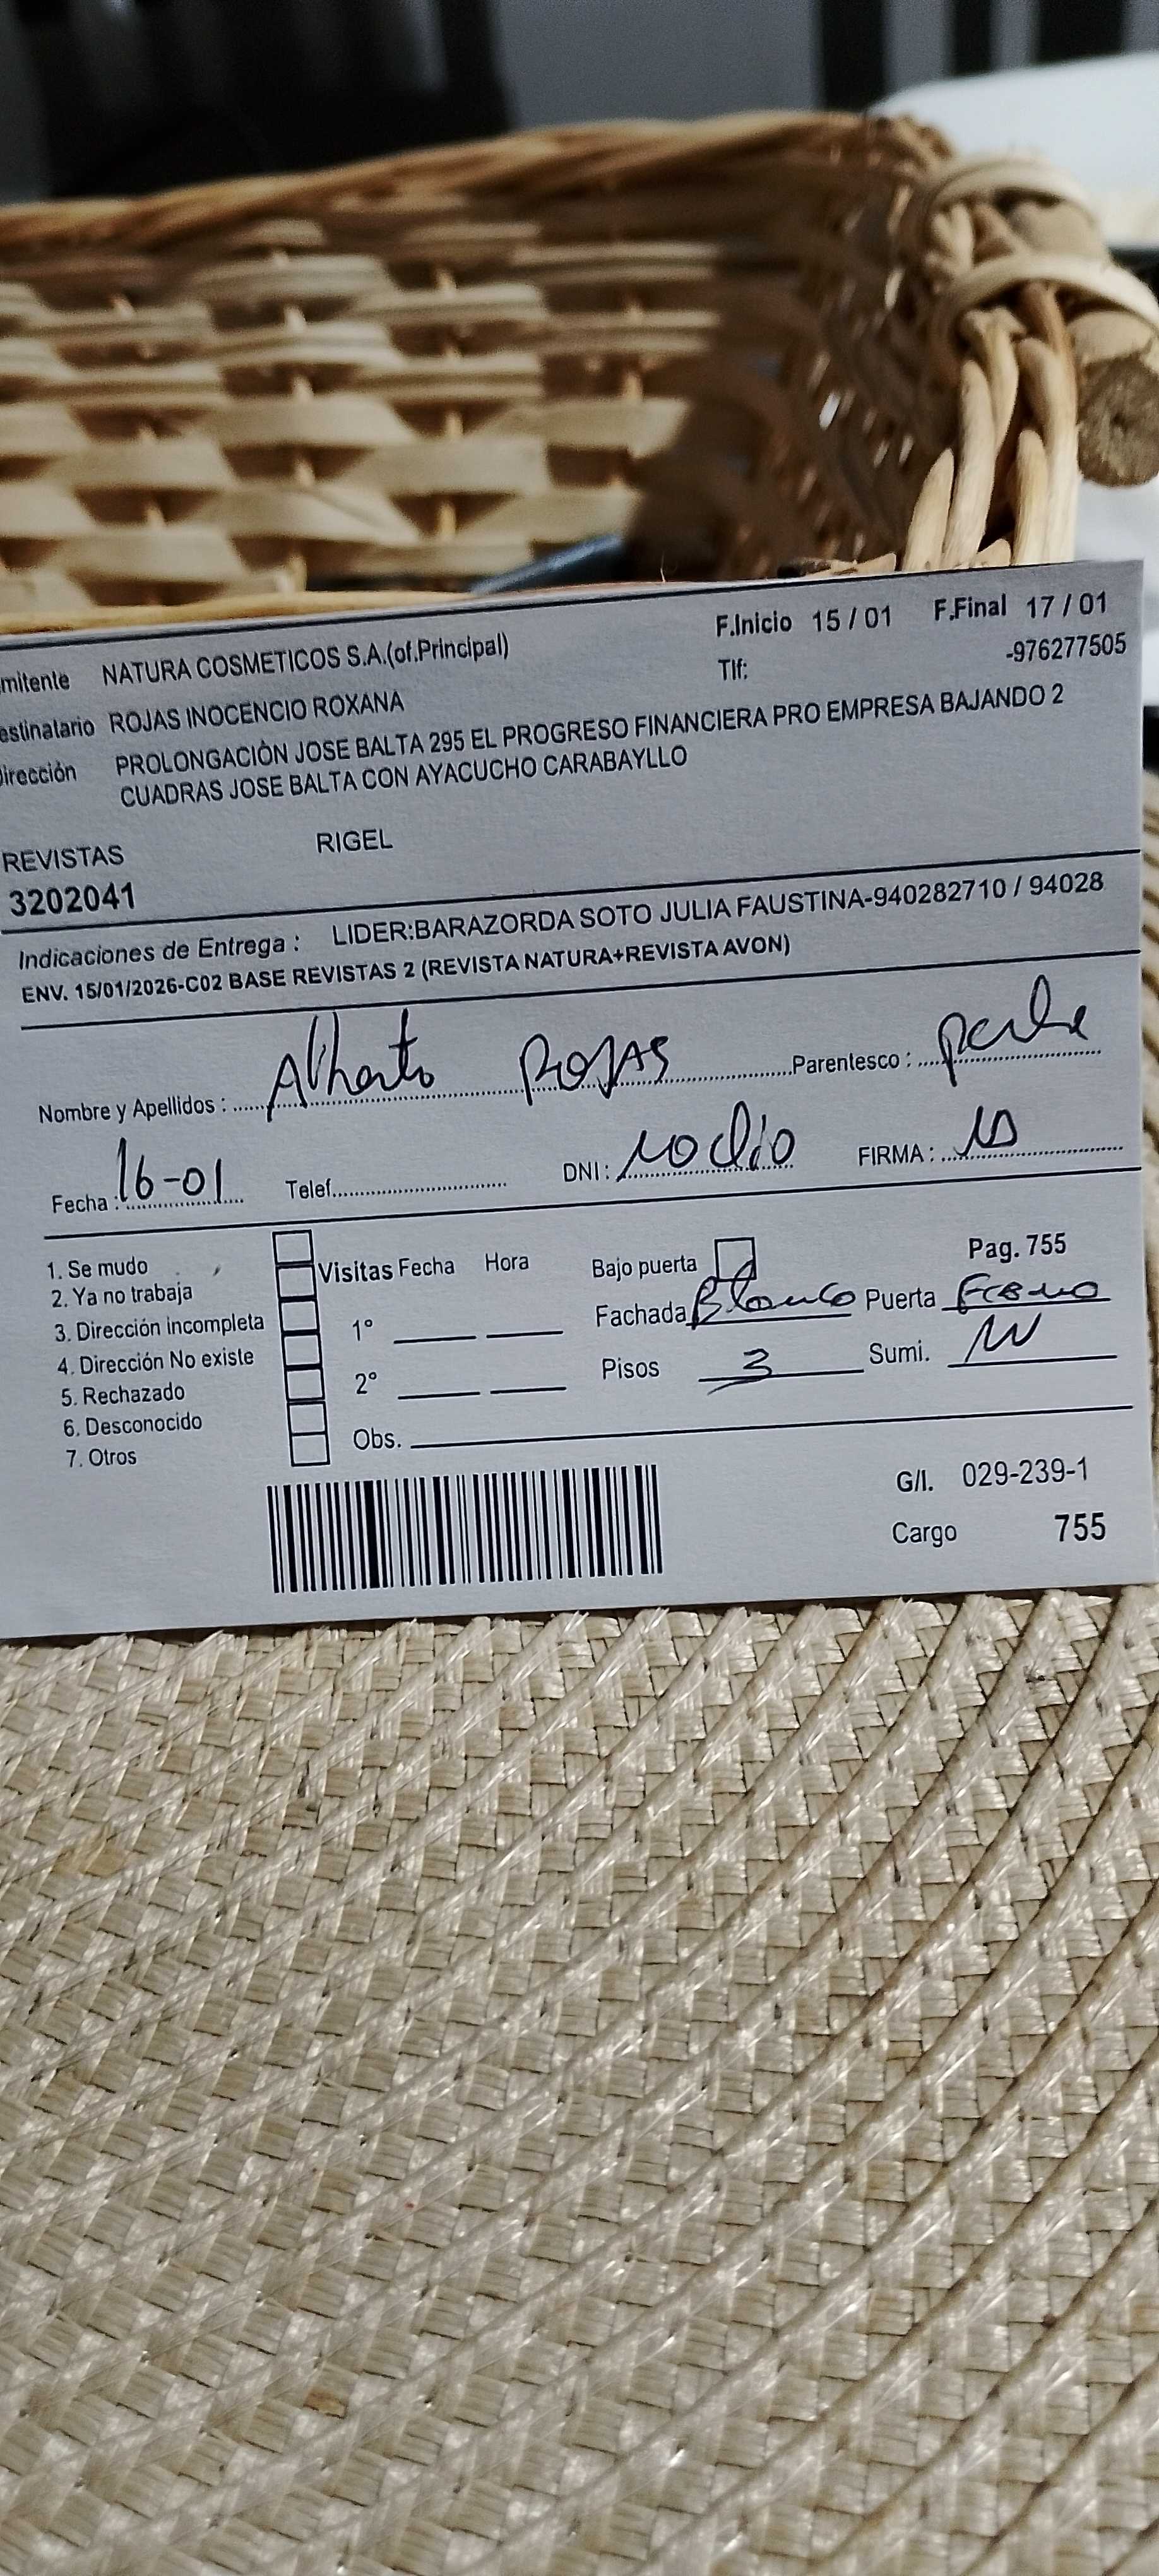 mitente NATURA COSMETICOS S.A.(of.Principal) F.Inicio 15 / 01 F.Final 17 / 01
Tlf: -976277505
estinatario ROJAS INOCENCIO ROXANA
Dirección PROLONGACIÓN JOSE BALTA 295 EL PROGRESO FINANCIERA PRO EMPRESA BAJANDO 2
CUADRAS JOSE BALTA CON AYACUCHO CARABAYLLO
REVISTAS RIGEL
3202041
Indicaciones de Entrega : LIDER:BARAZORDA SOTO JULIA FAUSTINA-940282710 / 94028
ENV. 15/01/2026-C02 BASE REVISTAS 2 (REVISTA NATURA+REVISTA AVON)
Nombre y Apellidos : Alberto ROJAS Parentesco :
Fecha : 16-01 Telef. DNI : NO dio FIRMA :
1. Se mudo
2. Ya no trabaja
3. Dirección incompleta
4. Dirección No existe
5. Rechazado
6. Desconocido
7. Otros
Visitas Fecha Hora
1°
2°
Obs.
Bajo puerta Pag. 755
Fachada Blanco Puerta
Pisos 3 Sumi.
G/I. 029-239-1
Cargo 755